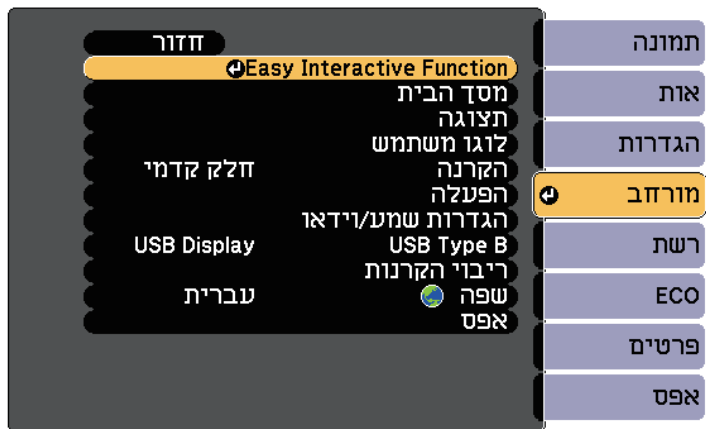 תמונה
אות
הגדרות
מורחב
רשת
ECO
פרטים
אפס
חזור
Easy Interactive Function
מסך הבית
תצוגה
לוגו משתמש
הקרנה חלק קדמי
הפעלה
הגדרות שמע/וידאו
USB Type B USB Display
ריבוי הקרנות
שפה עברית
אפס